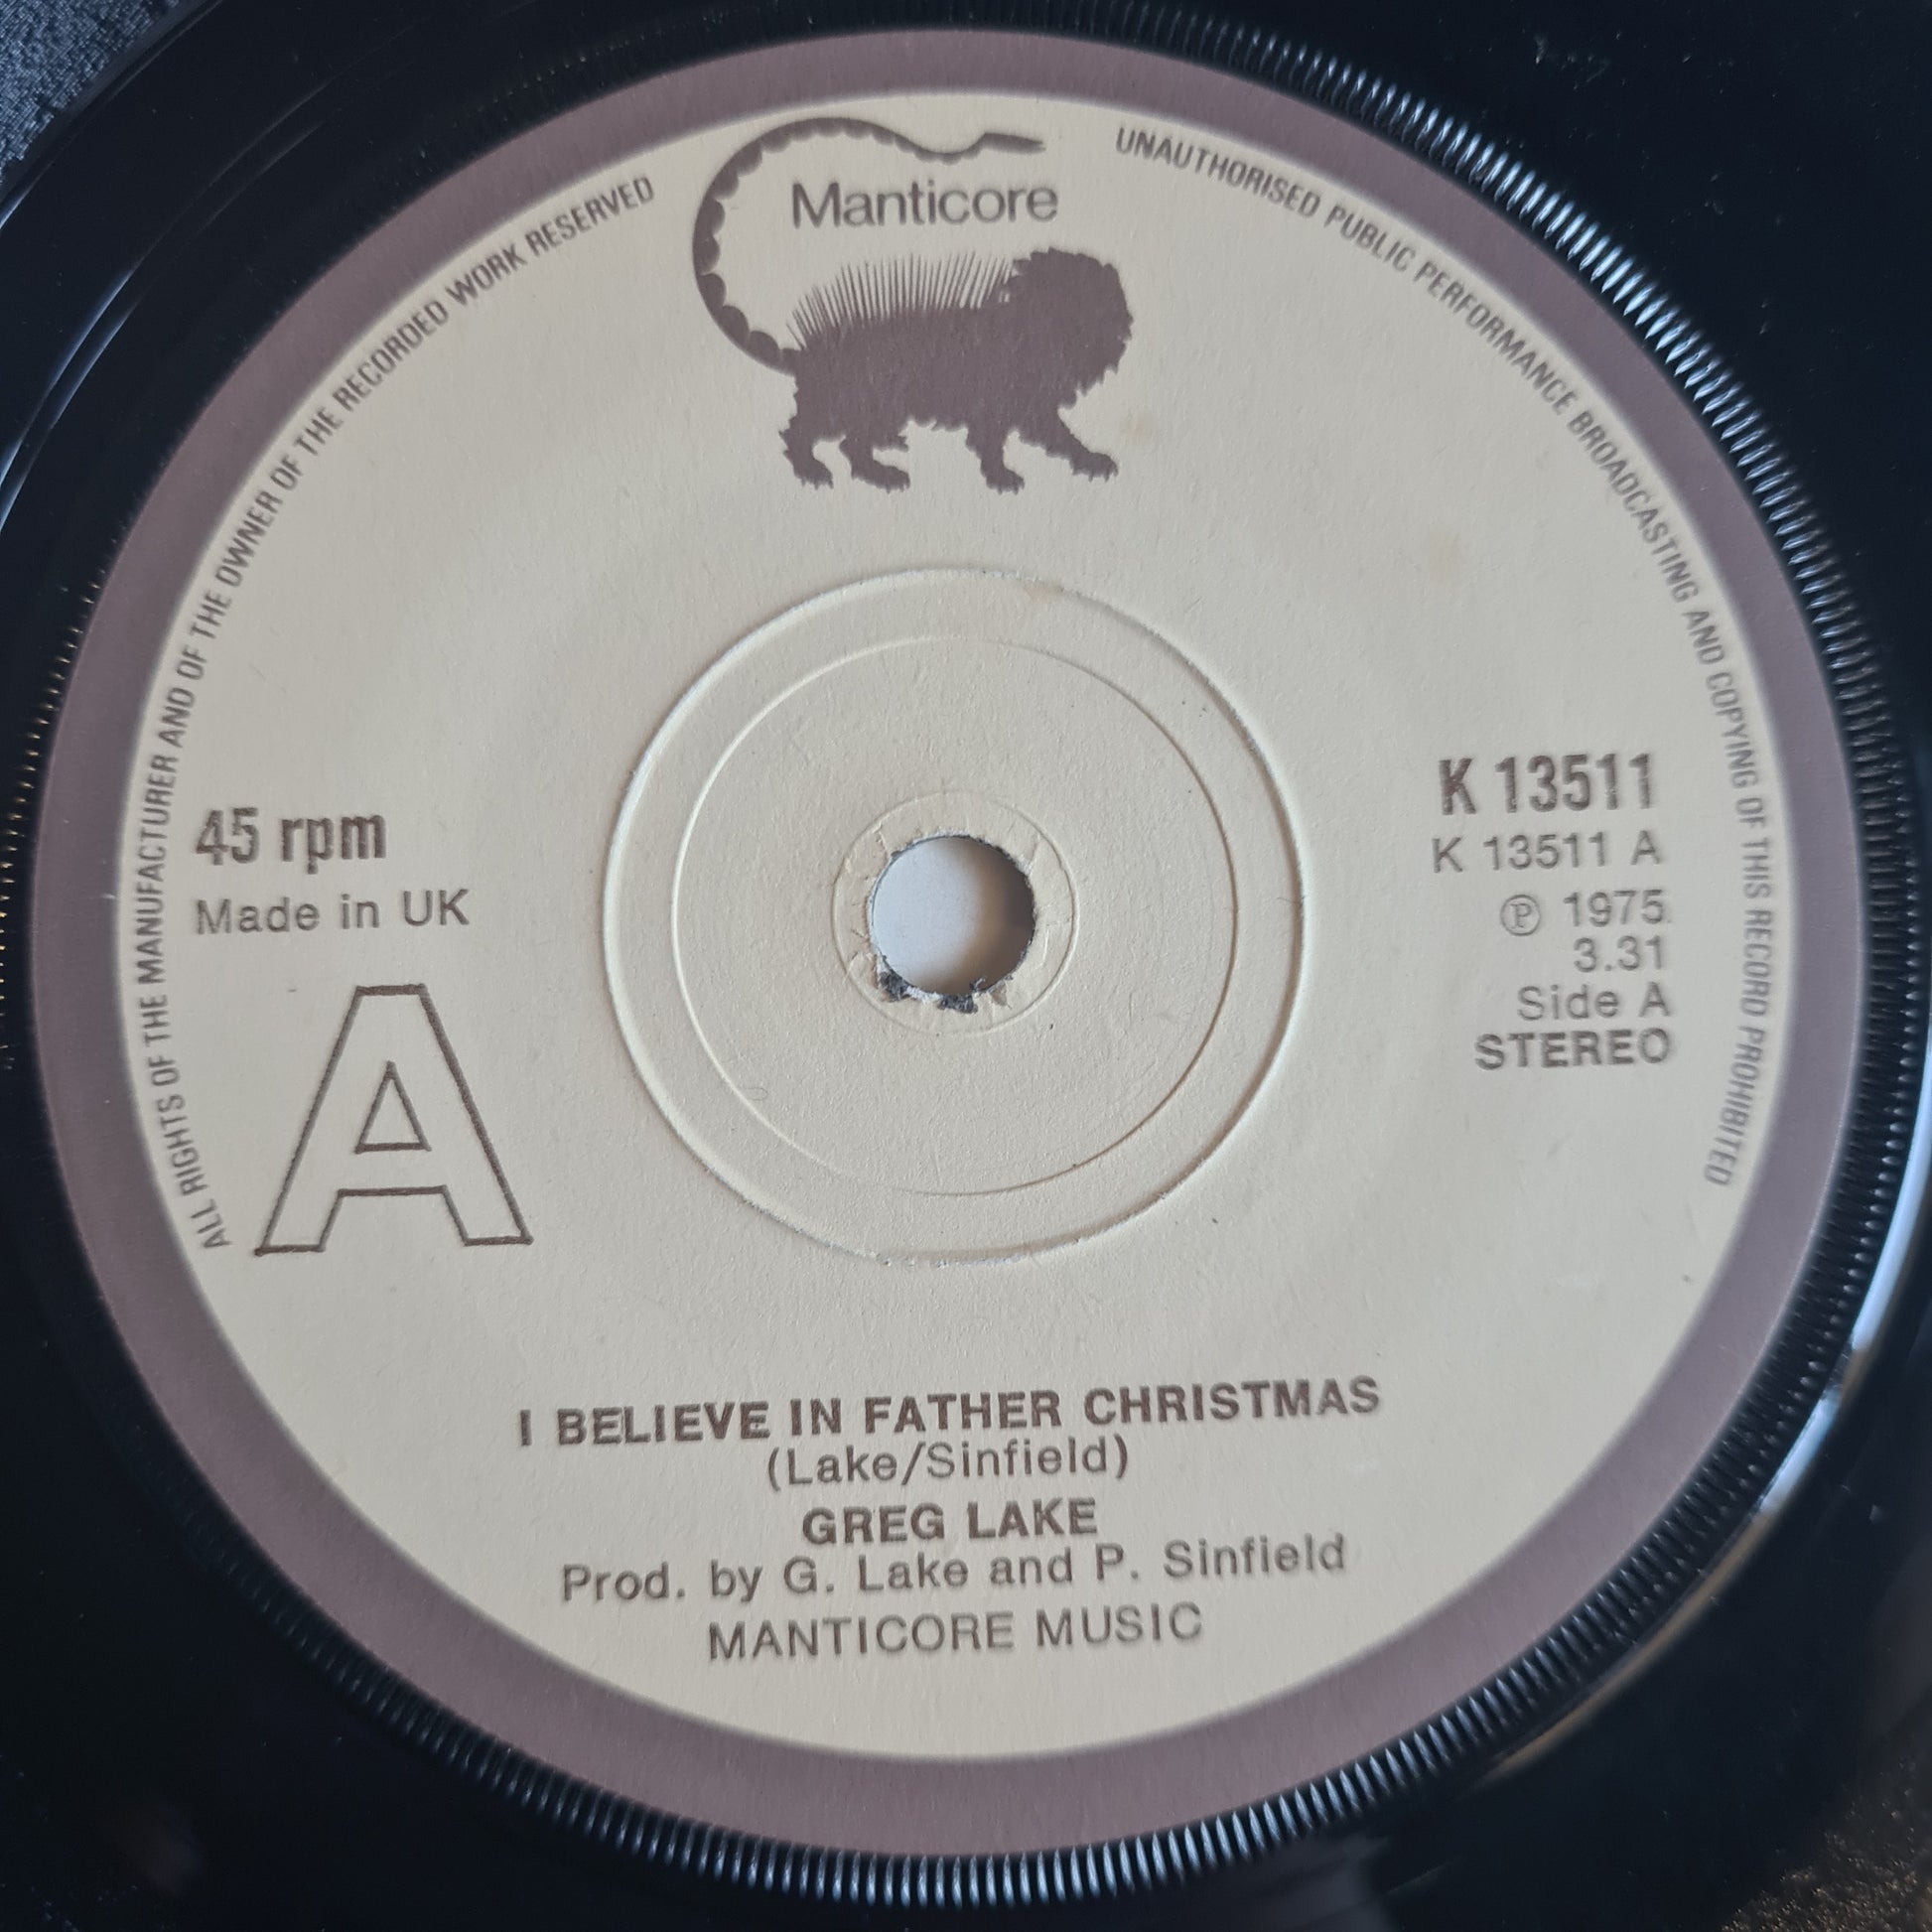 Manticore
ALL RIGHTS OF THE MANUFACTURER AND OF THE OWNER OF THE RECORDED WORK RESERVED
UNAUTHORISED PUBLIC PERFORMANCE BROADCASTING AND COPYING OF THIS RECORD PROHIBITED
45 rpm
Made in UK
A
K 13511
K 13511 A
℗ 1975
3.31
Side A
STEREO
I BELIEVE IN FATHER CHRISTMAS
(Lake/Sinfield)
GREG LAKE
Prod. by G. Lake and P. Sinfield
MANTICORE MUSIC